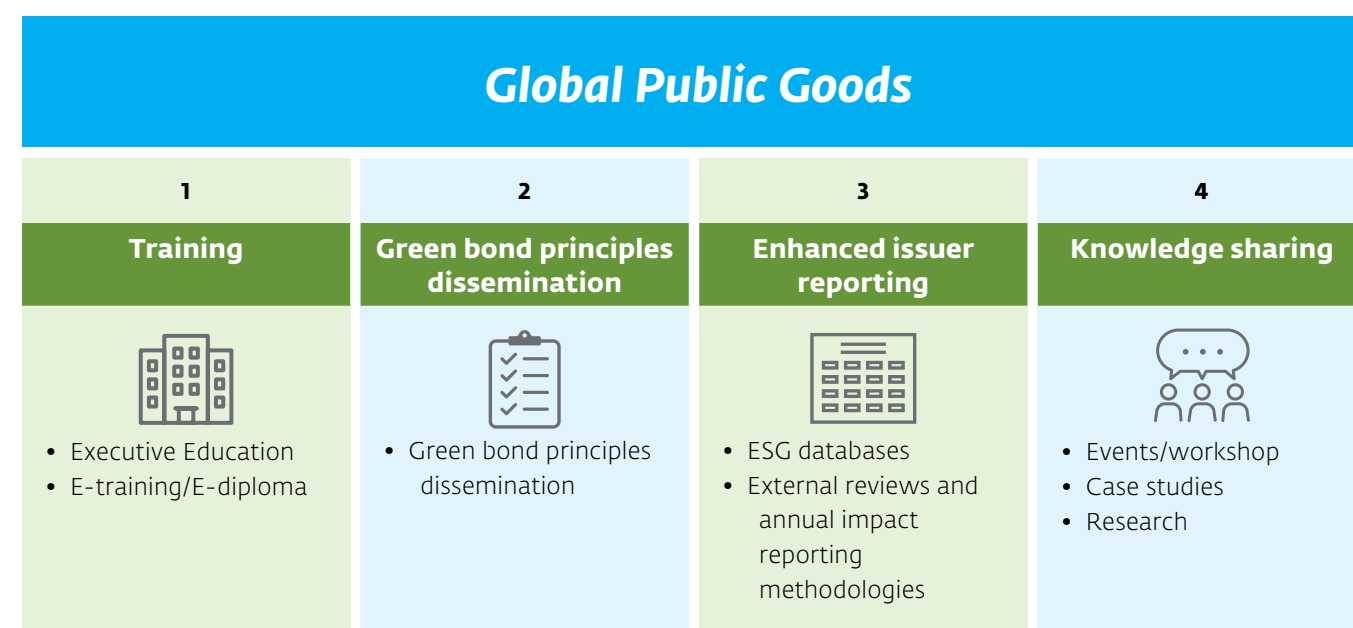 Global Public Goods
1
Training
• Executive Education
• E-training/E-diploma
2
Green bond principles
dissemination
• Green bond principles
dissemination
3
Enhanced issuer
reporting
• ESG databases
• External reviews and
annual impact
reporting
methodologies
4
Knowledge sharing
• Events/workshop
• Case studies
• Research